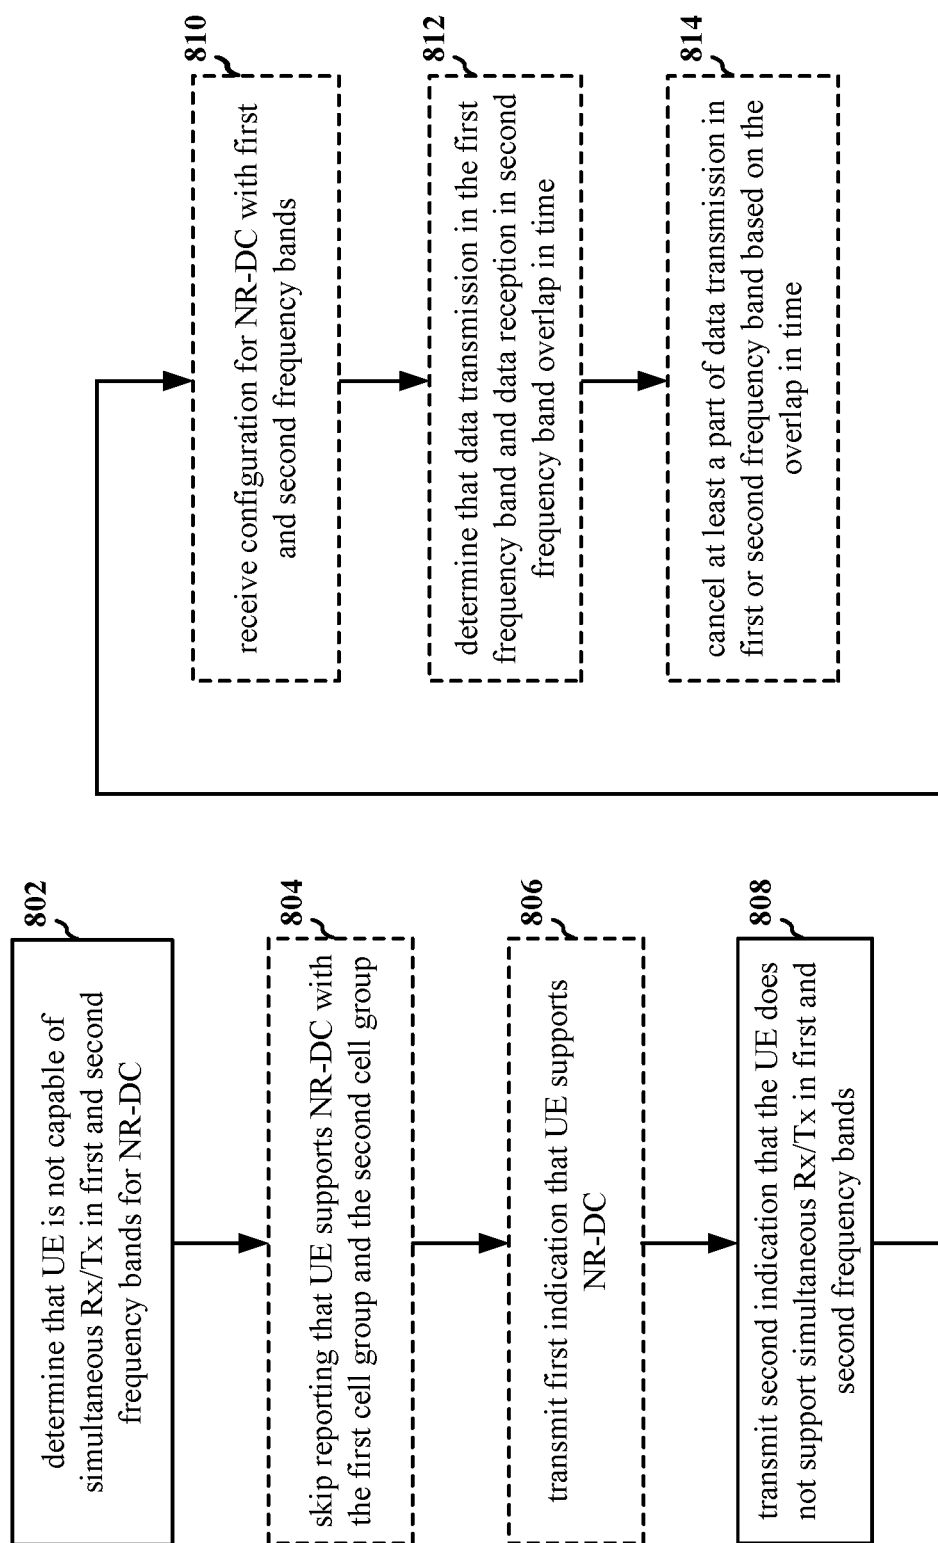 802
determine that UE is not capable of
simultaneous Rx/Tx in first and second
frequency bands for NR-DC
804
skip reporting that UE supports NR-DC with
the first cell group and the second cell group
806
transmit first indication that UE supports
NR-DC
808
transmit second indication that the UE does
not support simultaneous Rx/Tx in first and
second frequency bands
810
receive configuration for NR-DC with first
and second frequency bands
812
determine that data transmission in the first
frequency band and data reception in second
frequency band overlap in time
814
cancel at least a part of data transmission in
first or second frequency band based on the
overlap in time